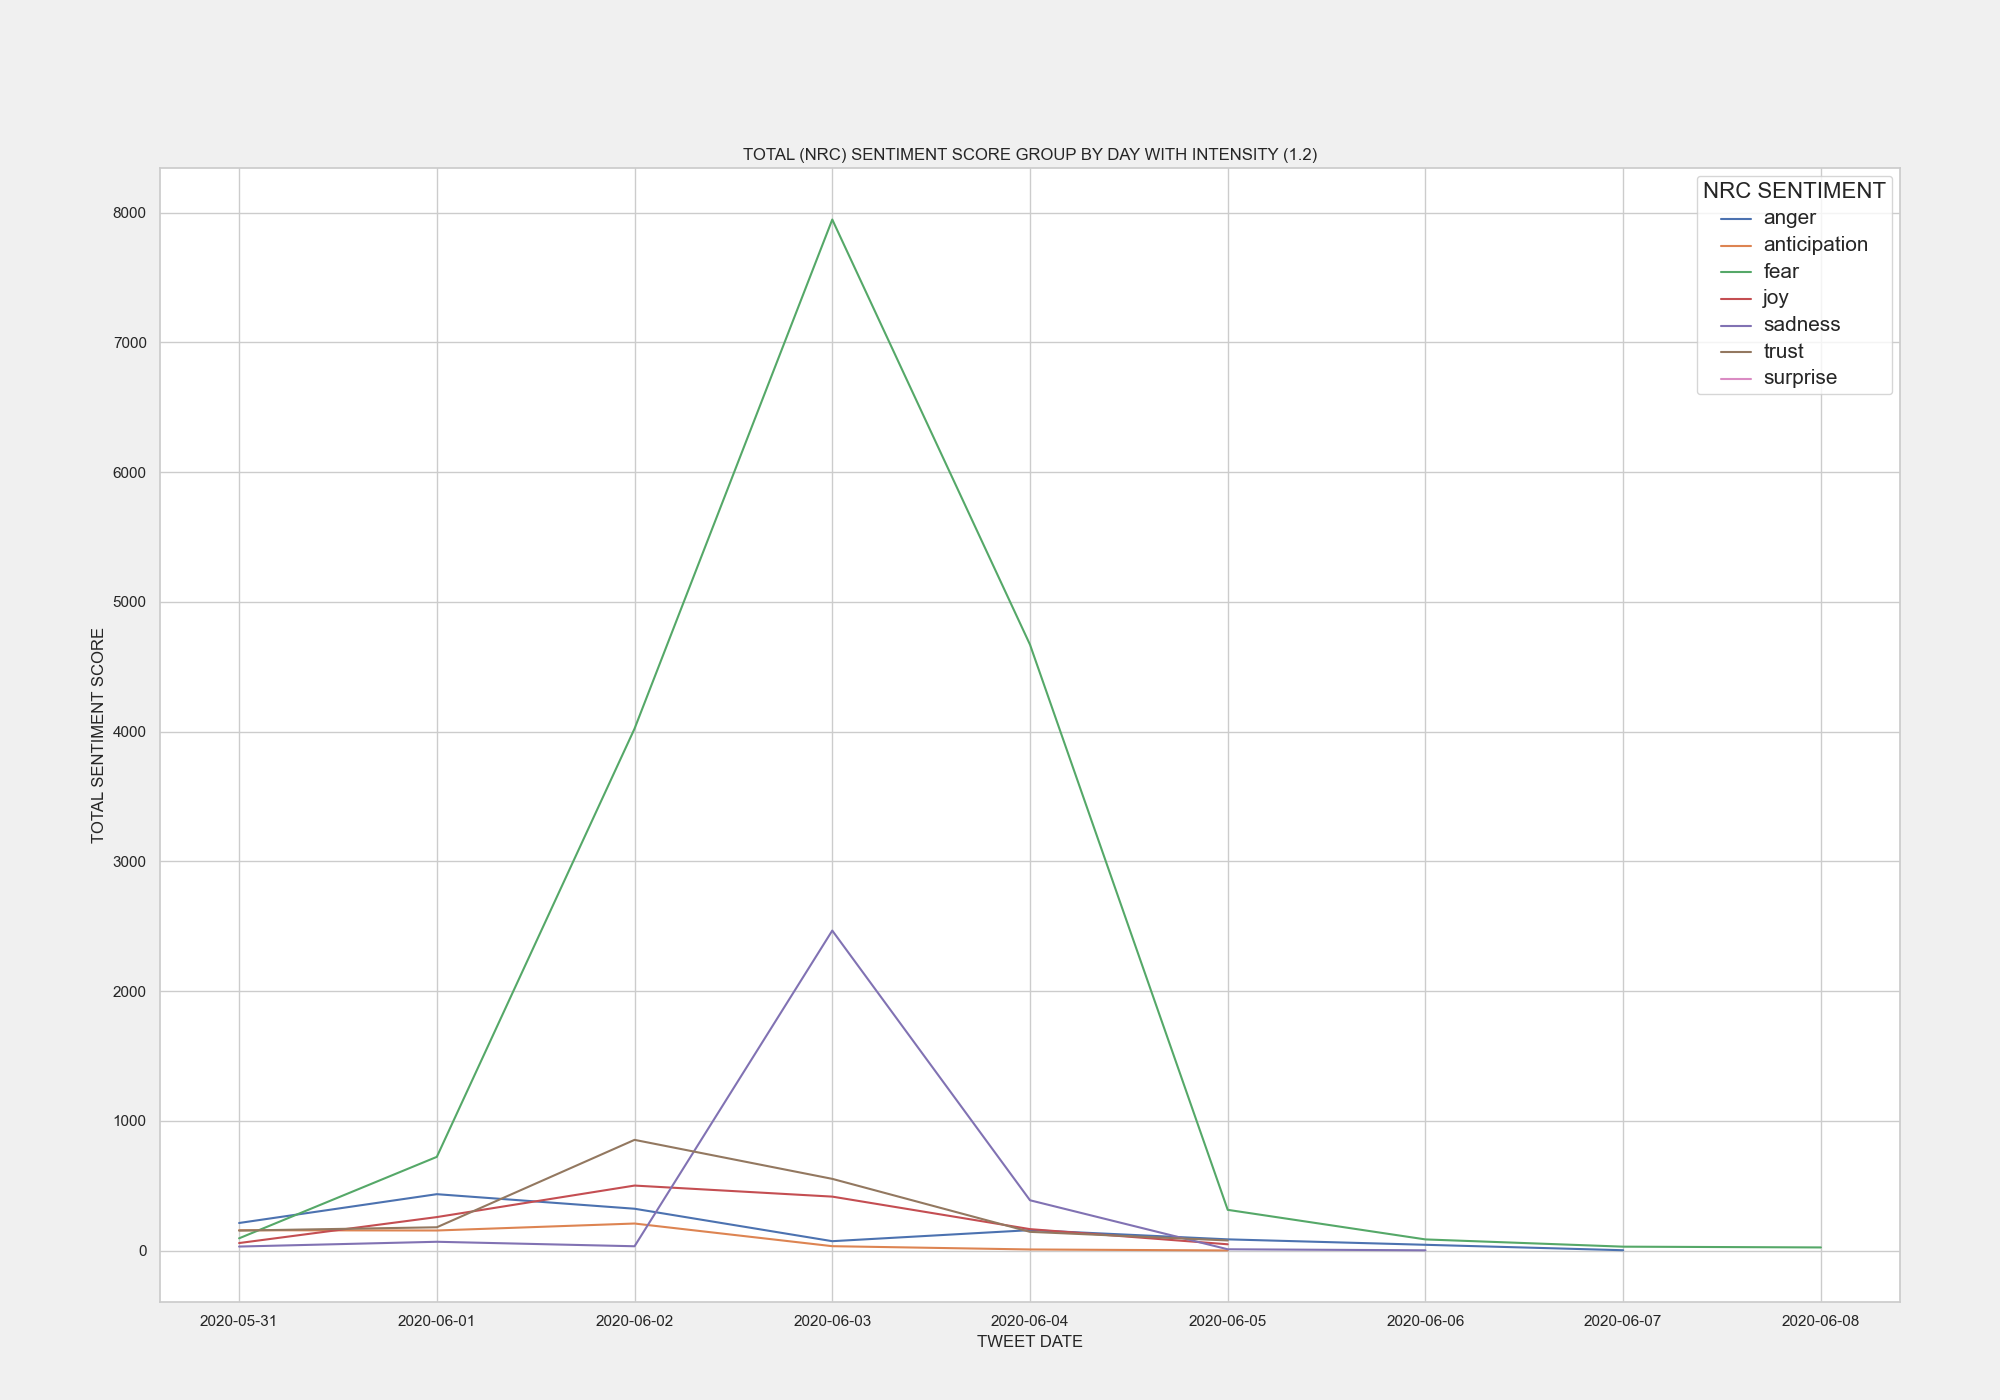 TOTAL (NRC) SENTIMENT SCORE GROUP BY DAY WITH INTENSITY (1.2)
NRC SENTIMENT
anger
anticipation
fear
joy
sadness
trust
surprise
TOTAL SENTIMENT SCORE
8000
7000
6000
5000
4000
3000
2000
1000
0
2020-05-31 2020-06-01 2020-06-02 2020-06-03 2020-06-04 2020-06-05 2020-06-06 2020-06-07 2020-06-08
TWEET DATE